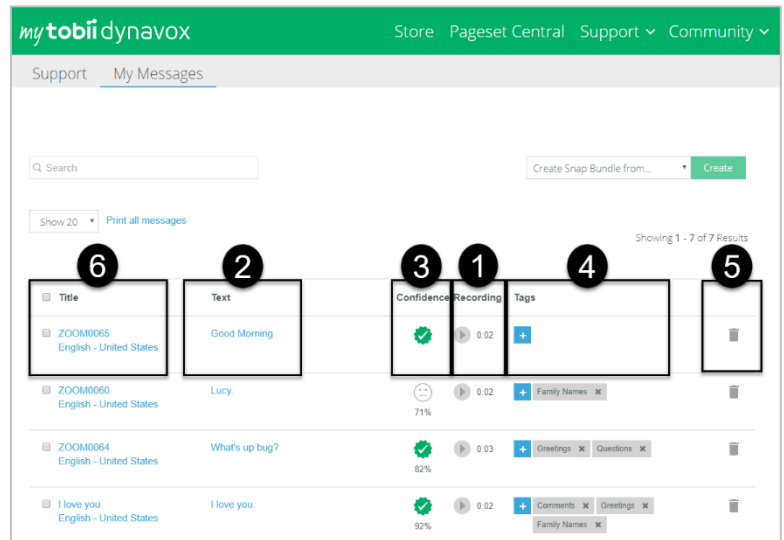 my tobii dynavox Store Pageset Central Support Community
Support My Messages
Search Create Snap Bundle from... Create
Show 20 Print all messages
Showing 1 - 7 of 7 Results
6 2 3 1 4 5
Title Text Confidence Recording Tags
ZOOM0065 Good Morning 0:02 +
English - United States
ZOOM0060 Lucy. 0:02 + Family Names x
English - United States 71%
ZOOM0064 What's up bug? 0:03 + Greetings x Questions x
English - United States 82%
I love you. I love you. 0:02 + Comments x Greetings x
English - United States 92% Family Names x